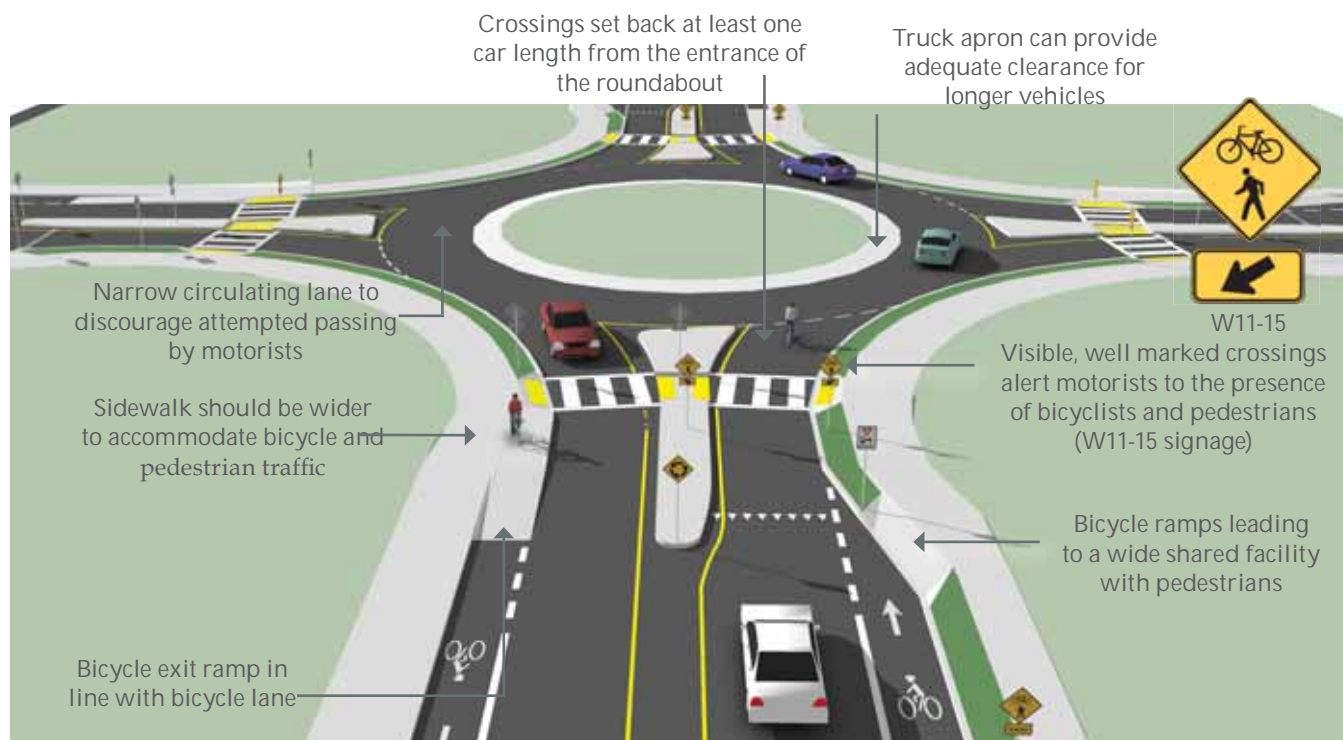 Crossings set back at least one
car length from the entrance of
the roundabout
Truck apron can provide
adequate clearance for
longer vehicles
Narrow circulating lane to
discourage attempted passing
by motorists
W11-15
Visible, well marked crossings
alert motorists to the presence
of bicyclists and pedestrians
(W11-15 signage)
Sidewalk should be wider
to accommodate bicycle and
pedestrian traffic
Bicycle ramps leading
to a wide shared facility
with pedestrians
Bicycle exit ramp in
line with bicycle lane